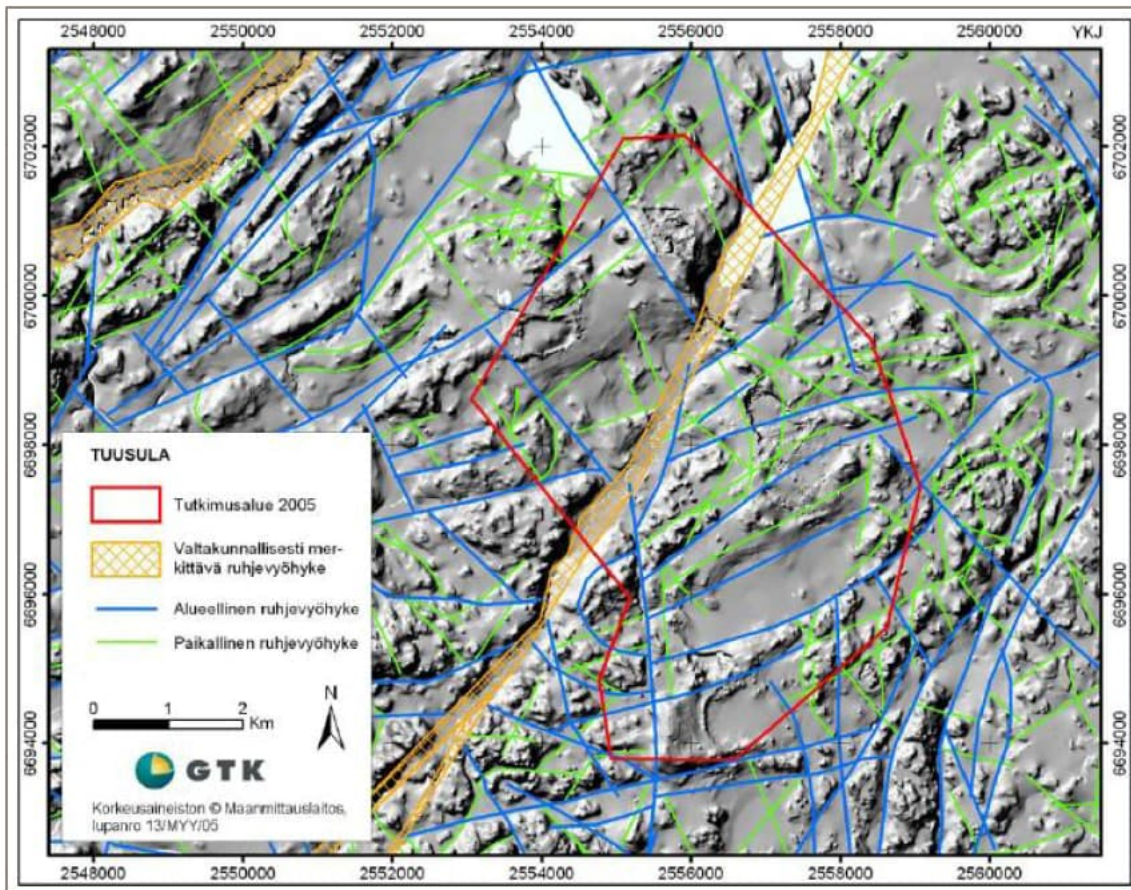 2548000 2550000 2552000 2554000 2556000 2558000 2560000 YKJ
6702000 6702000
6700000 6700000
6698000 6698000
6696000 6696000
6694000 6694000
TUUSULA
Tutkimusalue 2005
Valtakunnallisesti mer-
kittävä ruhjevyöhyke
Alueellinen ruhjevyöhyke
Paikallinen ruhjevyöhyke
0 1 2
Km
N
GTK
Korkeusaineiston © Maanmittauslaitos,
lupanro 13/MYY/05
2548000 2550000 2552000 2554000 2556000 2558000 2560000